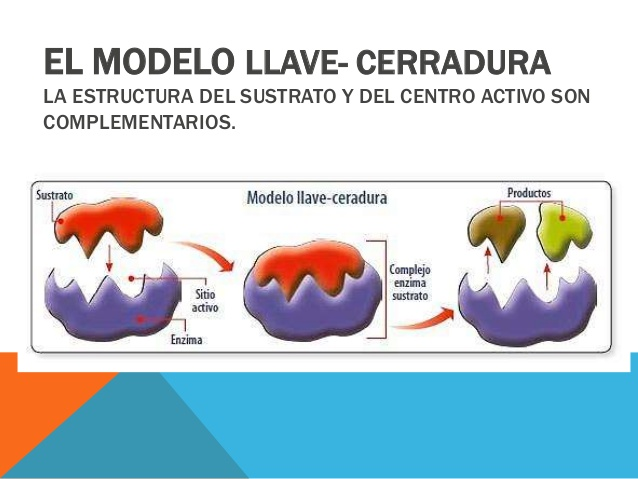 EL MODELO LLAVE- CERRADURA
LA ESTRUCTURA DEL SUSTRATO Y DEL CENTRO ACTIVO SON
COMPLEMENTARIOS.
Sustrato
Modelo llave-ceradura
Productos
Sitio
activo
Enzima
Complejo
enzima
sustrato